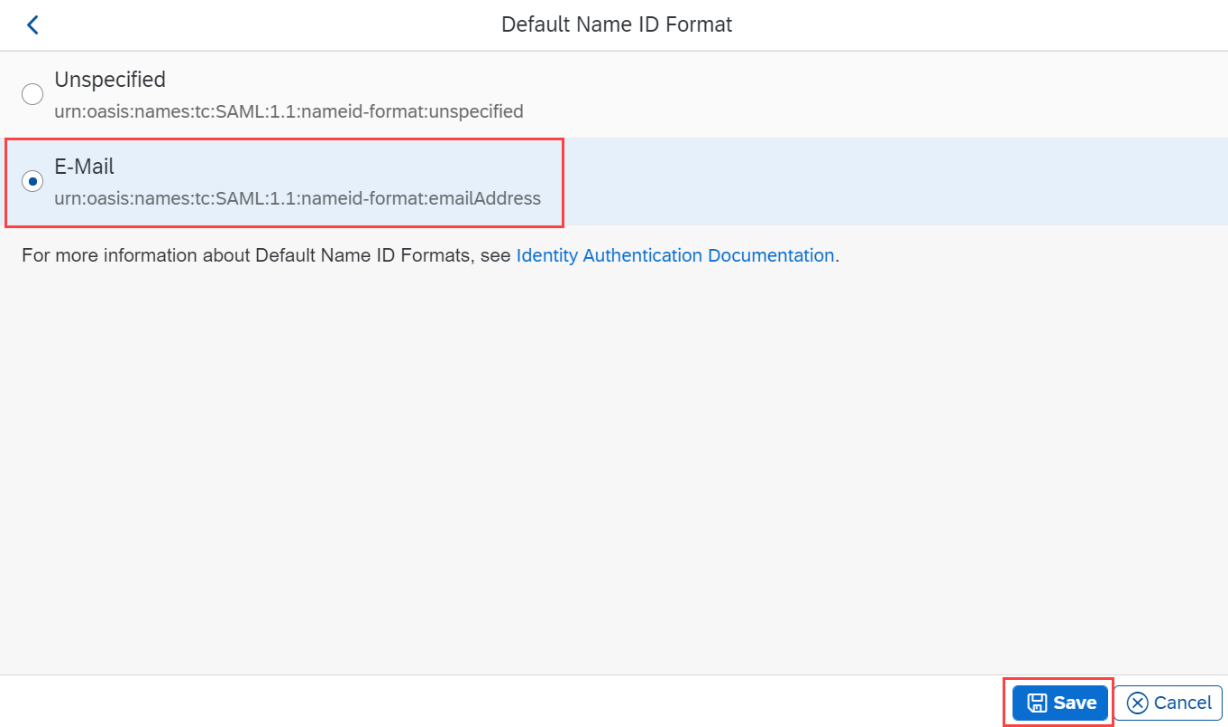 Default Name ID Format
Unspecified
urn:oasis:names:tc:SAML:1.1:nameid-format:unspecified
E-Mail
urn:oasis:names:tc:SAML:1.1:nameid-format:emailAddress
For more information about Default Name ID Formats, see Identity Authentication Documentation.
Save Cancel